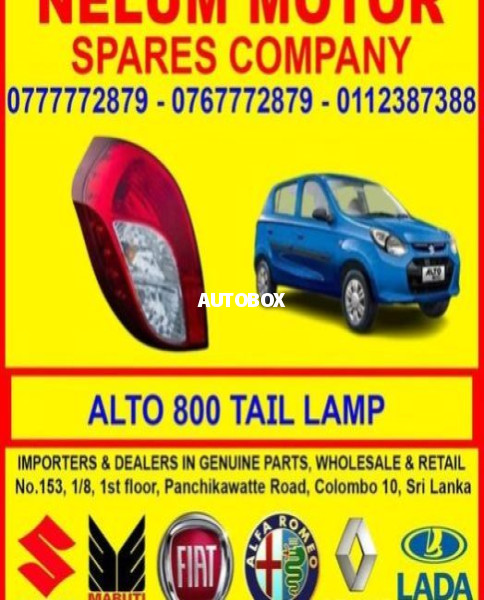 NELUM MOTOR
SPARES COMPANY
0777772879 - 0767772879 - 0112387388
AUTOBOX
ALTO
ALTO 800 TAIL LAMP
IMPORTERS & DEALERS IN GENUINE PARTS, WHOLESALE & RETAIL
No.153, 1/8, 1st floor, Panchikawatte Road, Colombo 10, Sri Lanka
FIAT
ALFA ROMEO
MARUTI
LADA